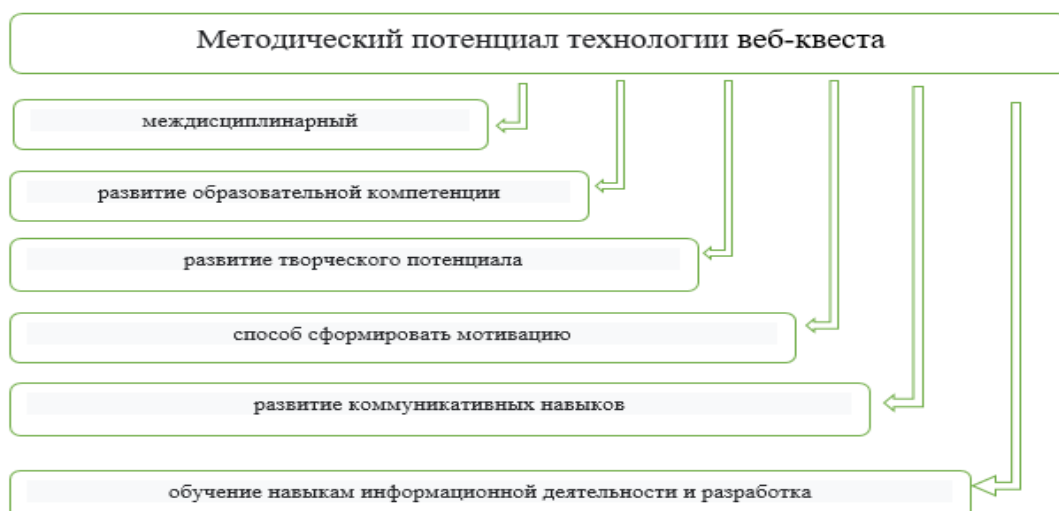 Методический потенциал технологии веб-квеста
междисциплинарный
развитие образовательной компетенции
развитие творческого потенциала
способ сформировать мотивацию
развитие коммуникативных навыков
обучение навыкам информационной деятельности и разработка